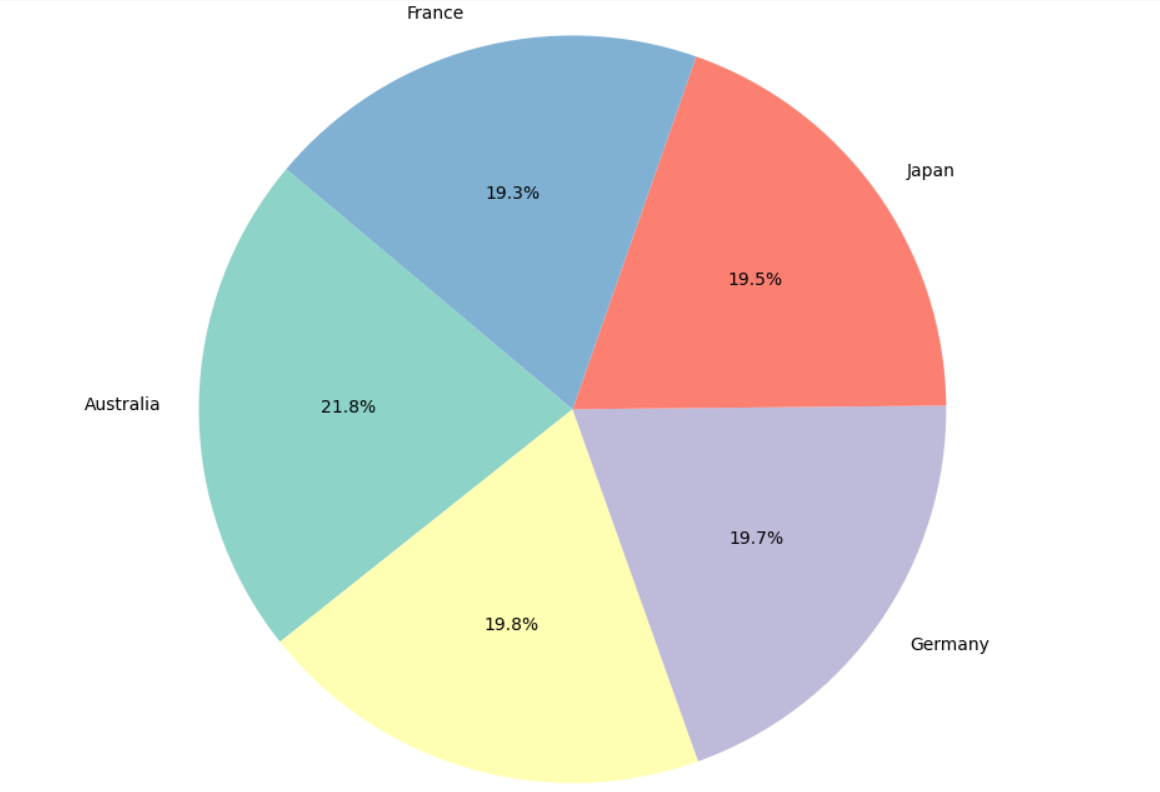 France
Japan
19.3%
19.5%
Australia
21.8%
19.7%
19.8%
Germany